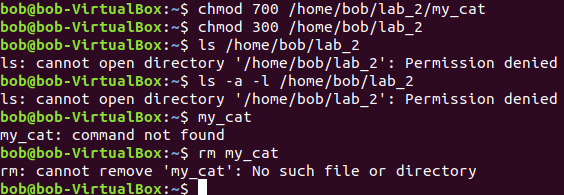 bob@bob-VirtualBox:~$ chmod 700 /home/bob/lab_2/my_cat
bob@bob-VirtualBox:~$ chmod 300 /home/bob/lab_2
bob@bob-VirtualBox:~$ ls /home/bob/lab_2
ls: cannot open directory '/home/bob/lab_2': Permission denied
bob@bob-VirtualBox:~$ ls -a -l /home/bob/lab_2
ls: cannot open directory '/home/bob/lab_2': Permission denied
bob@bob-VirtualBox:~$ my_cat
my_cat: command not found
bob@bob-VirtualBox:~$ rm my_cat
rm: cannot remove 'my_cat': No such file or directory
bob@bob-VirtualBox:~$